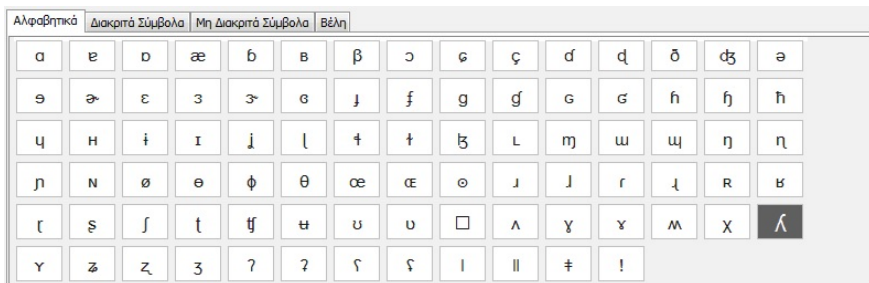 Αλφαβητικά Διακριτά Σύμβολα Μη Διακριτά Σύμβολα Βέλη
ɑ ɐ ɒ æ ɓ ʙ β ɔ ɕ ç ɗ ɖ ð ʤ ə
ɘ ɚ ɛ ɜ ɝ ɞ ɟ ʄ ɡ ɠ ɢ ʛ ɦ ɧ ħ
ɥ ʜ ɨ ɪ ʝ ɭ ɬ ɫ ɮ ʟ ɱ ɯ ɰ ŋ ɳ
ɲ ɴ ø ɵ ɸ θ œ ɶ ʘ ɹ ɺ ɾ ɻ ʀ ʁ
ɽ ʂ ʃ ʈ ʧ ʉ ʊ ʋ □ ʌ ɣ ɤ ʍ χ ʎ
ʏ ʑ ʐ ʒ ʔ ʡ ʕ ʢ ǀ ǁ ǂ ǃ